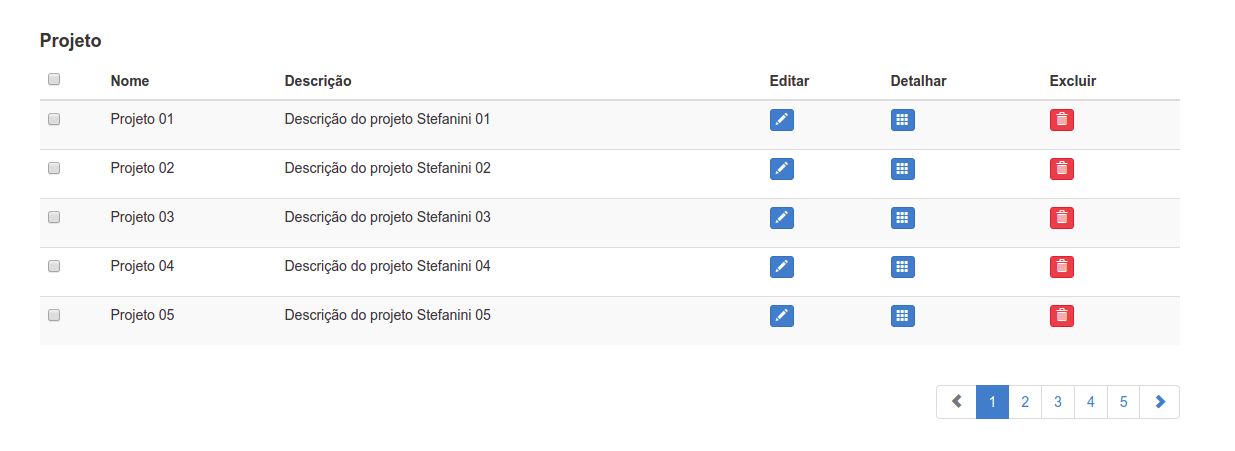 Projeto
Nome Descrição Editar Detalhar Excluir
Projeto 01 Descrição do projeto Stefanini 01
Projeto 02 Descrição do projeto Stefanini 02
Projeto 03 Descrição do projeto Stefanini 03
Projeto 04 Descrição do projeto Stefanini 04
Projeto 05 Descrição do projeto Stefanini 05
1 2 3 4 5